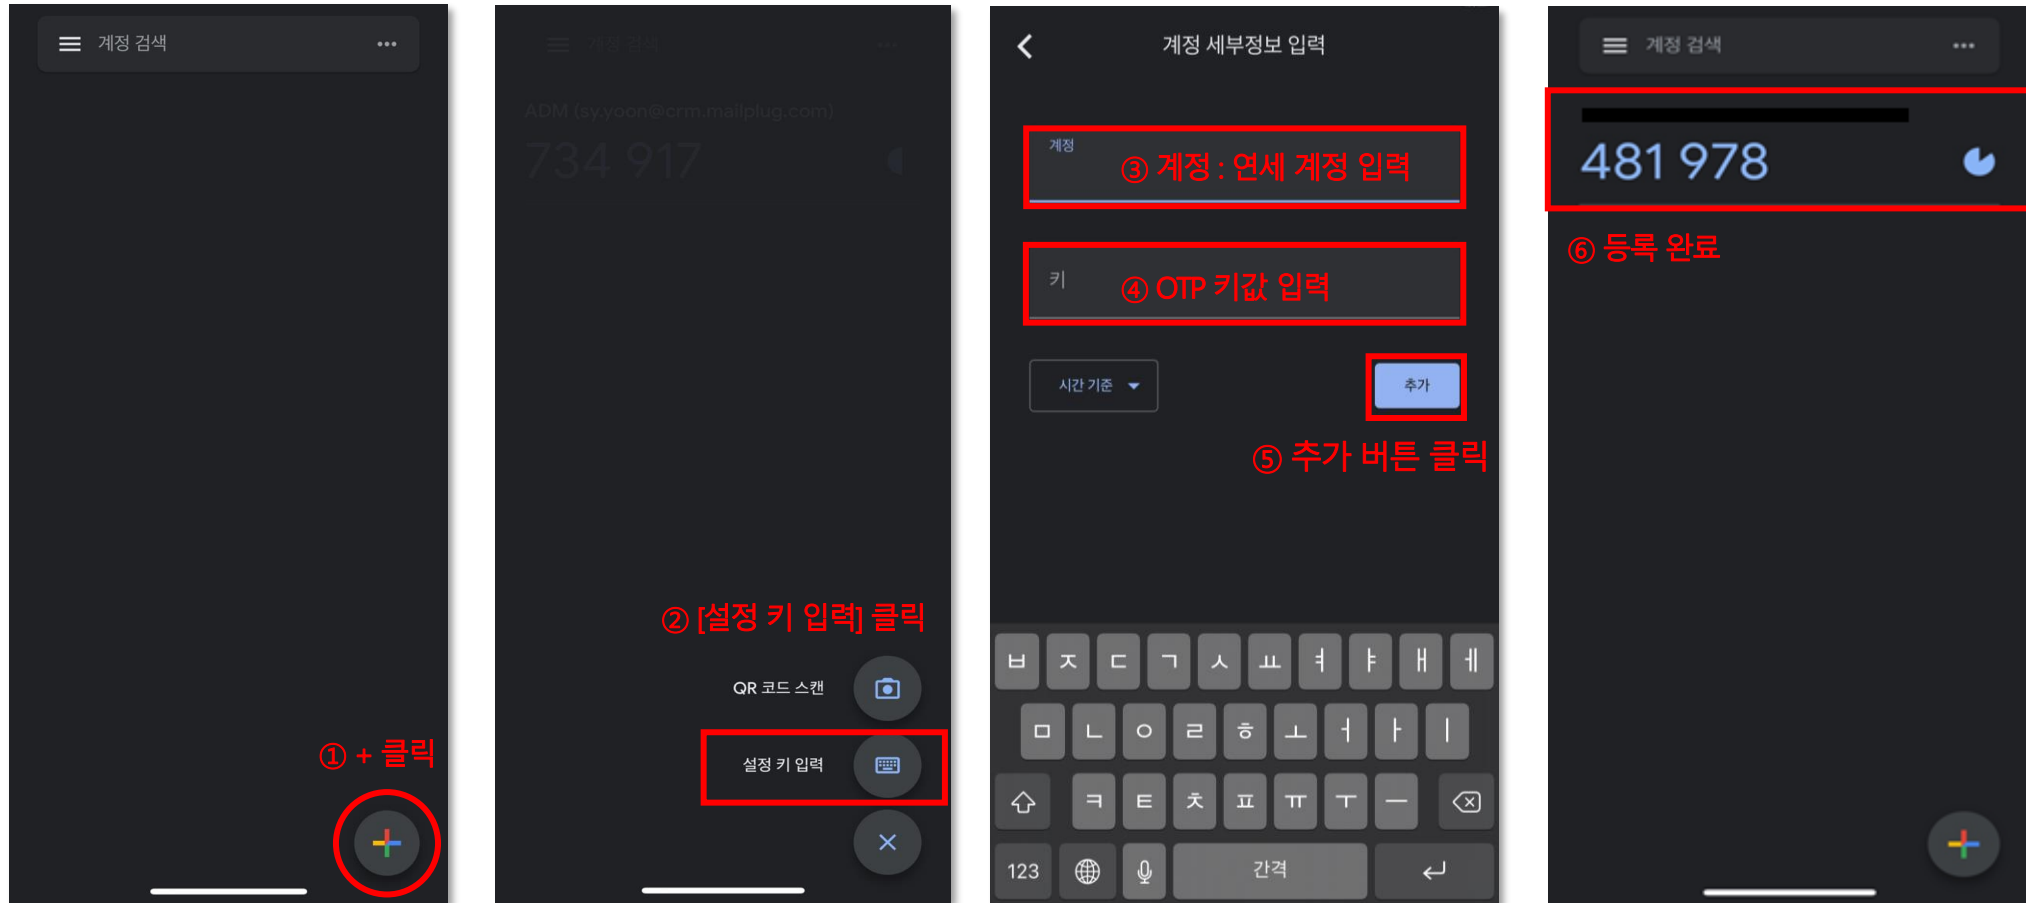 계정 검색
① + 클릭
계정 검색
ADM (sy.yoon@crm.mailplug.com)
734 917
② [설정 키 입력] 클릭
QR 코드 스캔
설정 키 입력
계정 세부정보 입력
계정
③ 계정 : 연세 계정 입력
키
④ OTP 키값 입력
시간 기준
추가
⑤ 추가 버튼 클릭
ㅂ ㅈ ㄷ ㄱ ㅅ ㅛ ㅕ ㅑ ㅐ ㅔ
ㅁ ㄴ ㅇ ㄹ ㅎ ㅗ ㅓ ㅏ ㅣ
ㅋ ㅌ ㅊ ㅍ ㅠ ㅜ ㅡ
123 간격
계정 검색
481 978
⑥ 등록 완료